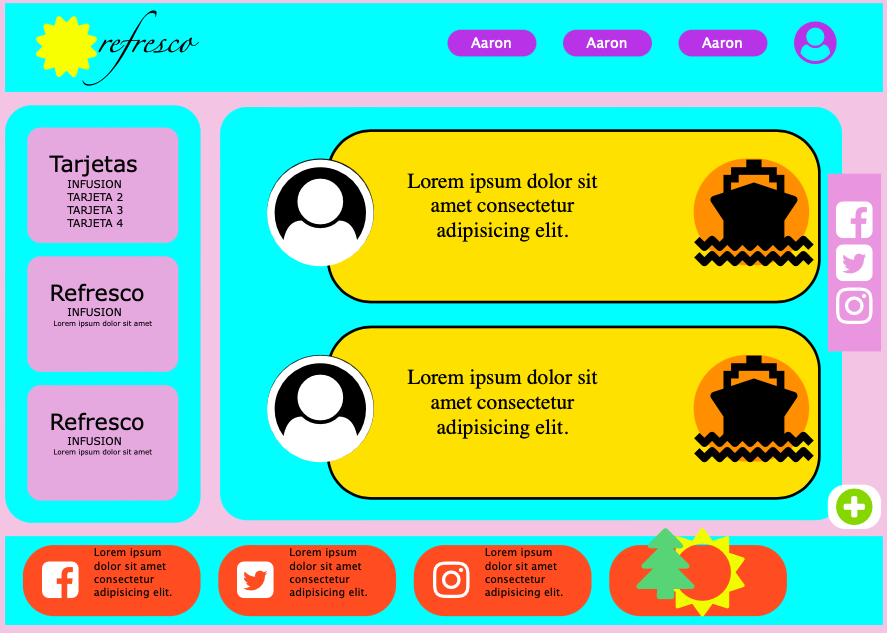 refresco
Aaron
Aaron
Aaron
Tarjetas
INFUSION
TARJETA 2
TARJETA 3
TARJETA 4
Refresco
INFUSION
Lorem ipsum dolor sit amet
Refresco
INFUSION
Lorem ipsum dolor sit amet
Lorem ipsum dolor sit
amet consectetur
adipisicing elit.
Lorem ipsum dolor sit
amet consectetur
adipisicing elit.
Lorem ipsum
dolor sit amet
consectetur
adipisicing elit.
Lorem ipsum
dolor sit amet
consectetur
adipisicing elit.
Lorem ipsum
dolor sit amet
consectetur
adipisicing elit.